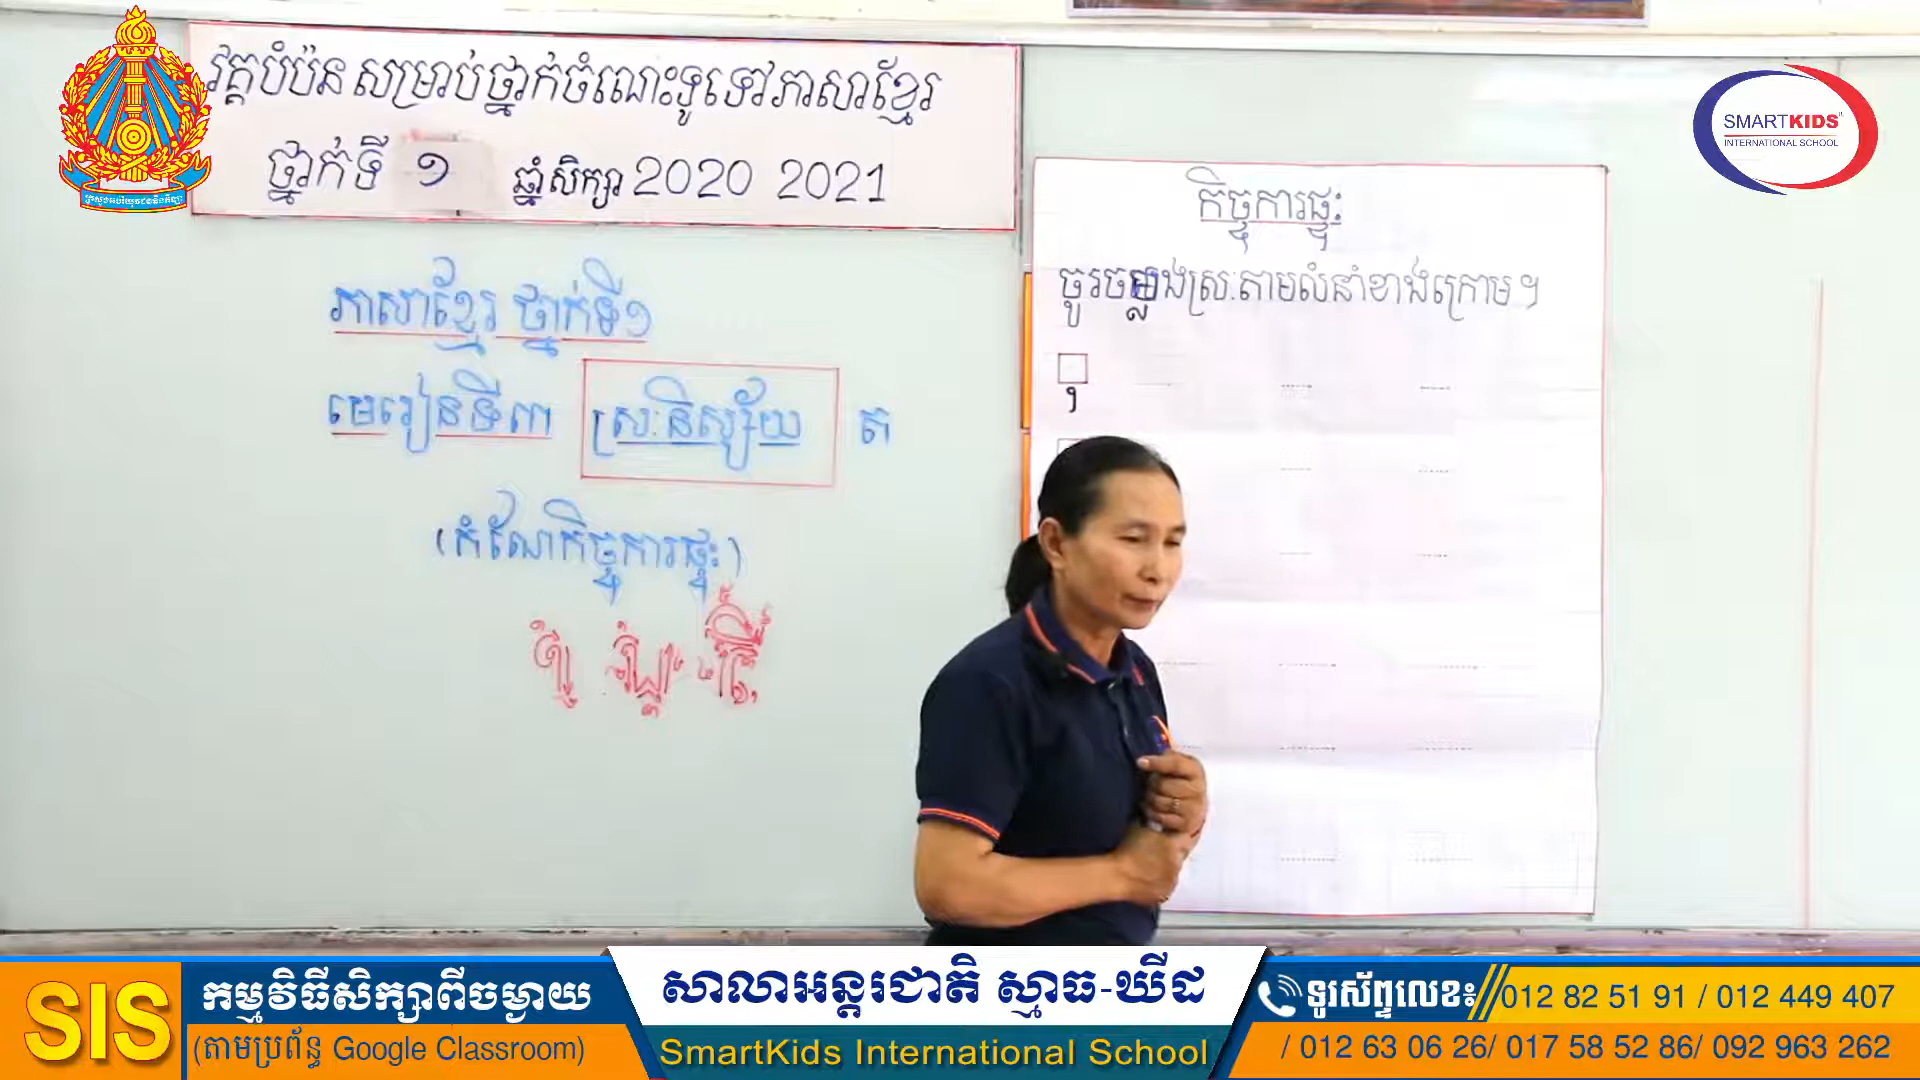 វគ្គបំប៉ន សម្រាប់ថ្នាក់ចំណេះទូទៅភាសាខ្មែរ
ថ្នាក់ទី ១ ឆ្នាំសិក្សា 2020 2021
SMARTKIDS
INTERNATIONAL SCHOOL
ភាសាខ្មែរ ថ្នាក់ទី១
មេរៀនទី៣ ស្រៈនិស្ស័យ ត
(កំណែកិច្ចការផ្ទះ)
កិច្ចការផ្ទះ
ចូរចម្លងស្រៈតាមលំនាំខាងក្រោម។
SIS
កម្មវិធីសិក្សាពីចម្ងាយ
(តាមប្រព័ន្ធ Google Classroom)
សាលាអន្តរជាតិ ស្មាធ-ឃីដ
SmartKids International School
ទូរស័ព្ទលេខ៖ 012 82 51 91 / 012 449 407
/ 012 63 06 26/ 017 58 52 86/ 092 963 262